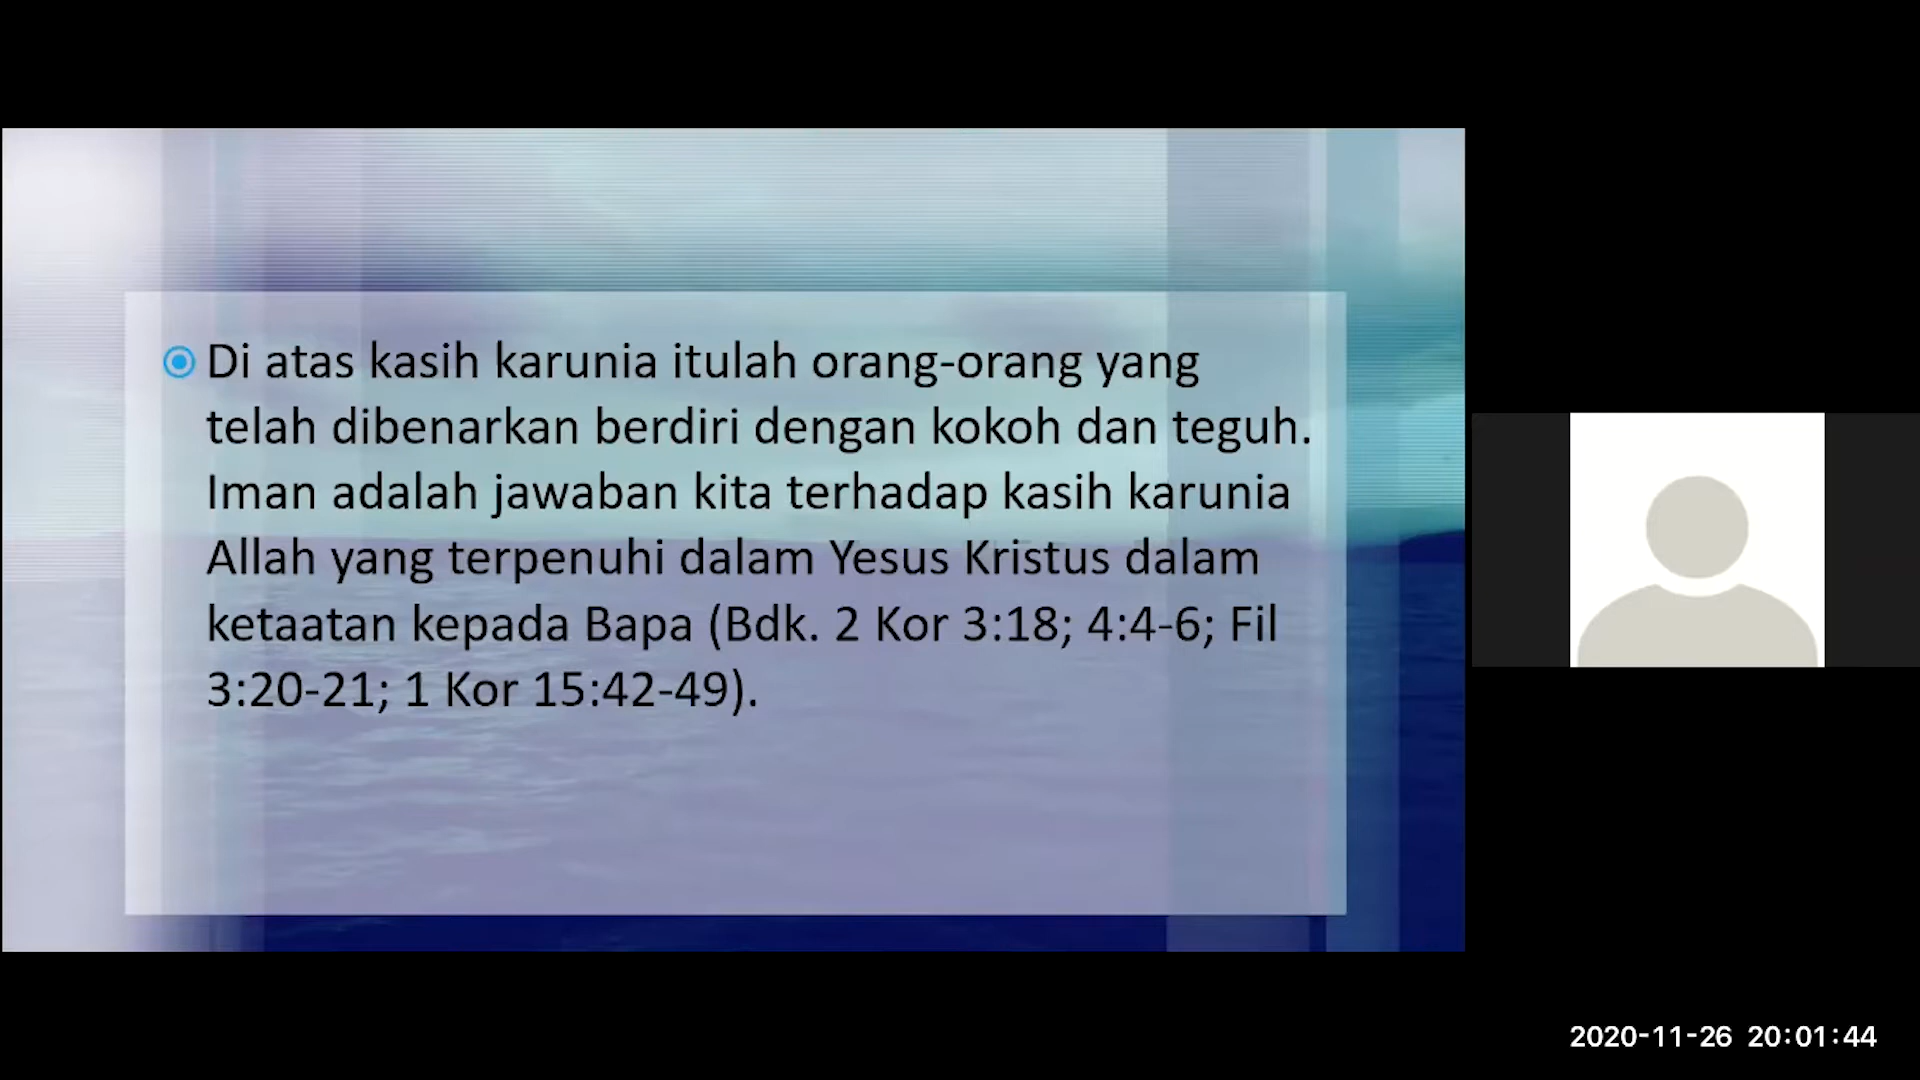 Di atas kasih karunia itulah orang-orang yang
telah dibenarkan berdiri dengan kokoh dan teguh.
Iman adalah jawaban kita terhadap kasih karunia
Allah yang terpenuhi dalam Yesus Kristus dalam
ketaatan kepada Bapa (Bdk. 2 Kor 3:18; 4:4-6; Fil
3:20-21; 1 Kor 15:42-49).
2020-11-26 20:01:44